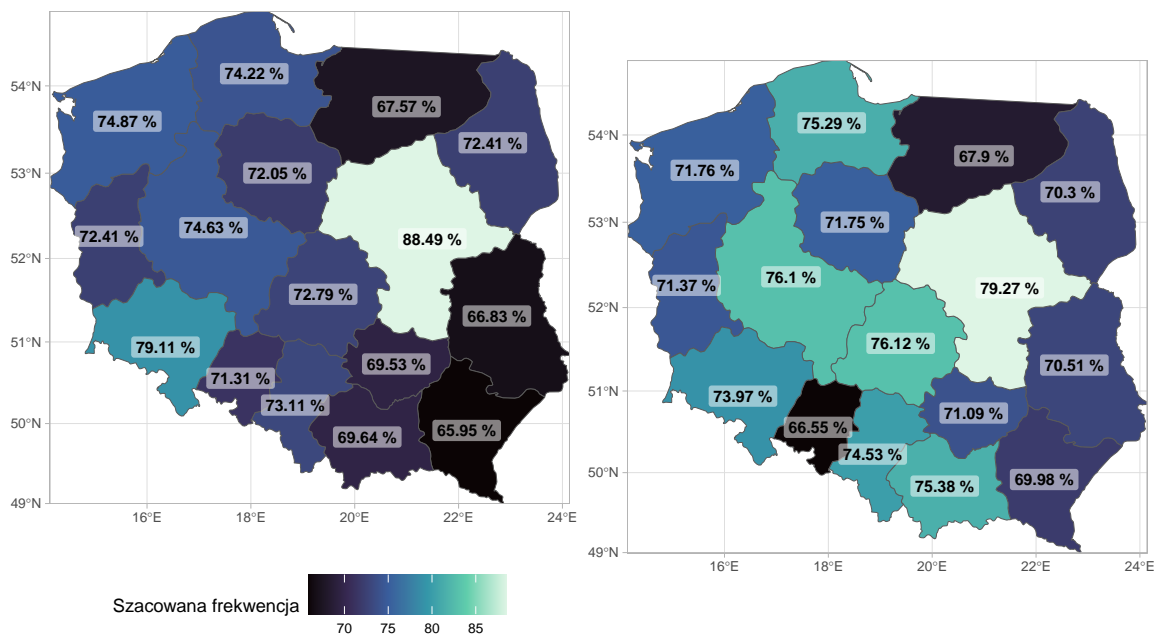 54°N
53°N
52°N
51°N
50°N
49°N
74.22 %
67.57 %
74.87 %
72.41 %
72.05 %
74.63 %
72.41 %
88.49 %
72.79 %
66.83 %
79.11 %
69.53 %
71.31 %
73.11 %
69.64 %
65.95 %
16°E 18°E 20°E 22°E 24°E
54°N
53°N
52°N
51°N
50°N
49°N
75.29 %
67.9 %
71.76 %
70.3 %
71.75 %
76.1 %
71.37 %
79.27 %
76.12 %
70.51 %
73.97 %
71.09 %
66.55 %
74.53 %
75.38 %
69.98 %
16°E 18°E 20°E 22°E 24°E
Szacowana frekwencja
70 75 80 85